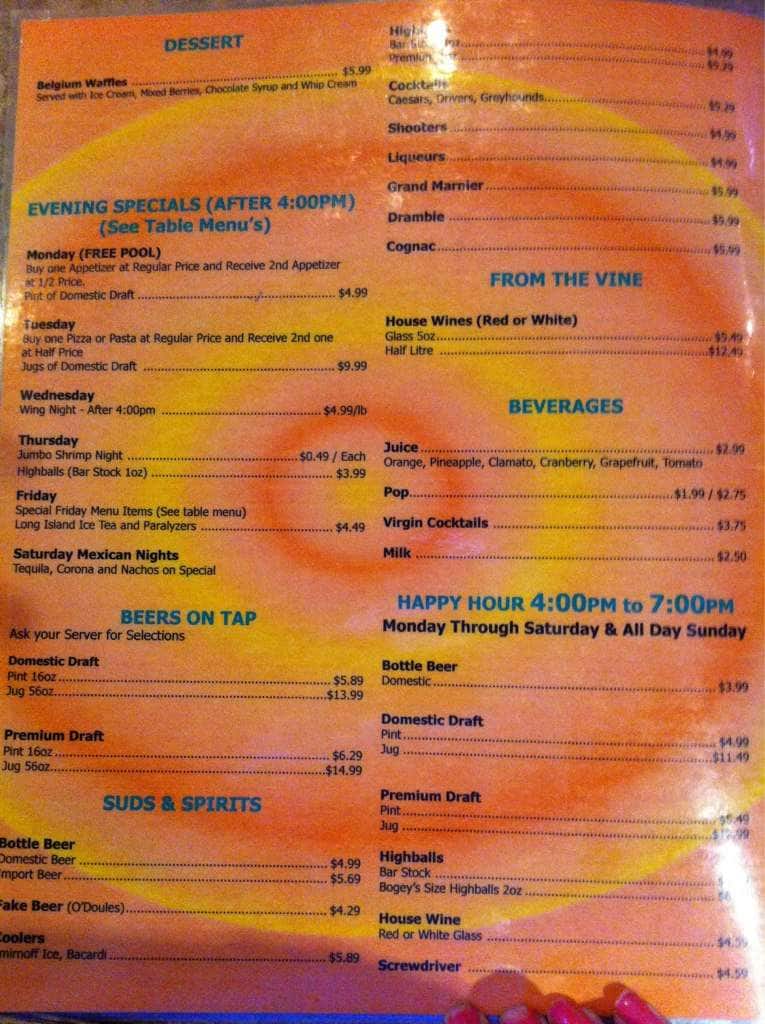 DESSERT
Belgium Waffles ........ $5.99
Served with Ice Cream, Mixed Berries, Chocolate Syrup and Whip Cream
EVENING SPECIALS (AFTER 4:00PM)
(See Table Menu's)
Monday (FREE POOL)
Buy one Appetizer at Regular Price and Receive 2nd Appetizer
at 1/2 Price.
Pint of Domestic Draft ........ $4.99
Tuesday
Buy one Pizza or Pasta at Regular Price and Receive 2nd one
at Half Price
Jugs of Domestic Draft ........ $9.99
Wednesday
Wing Night - After 4:00pm ........ $4.99/lb
Thursday
Jumbo Shrimp Night ........ $0.49 / Each
Highballs (Bar Stock 1oz) ........ $3.99
Friday
Special Friday Menu Items (See table menu)
Long Island Ice Tea and Paralyzers ........ $4.49
Saturday Mexican Nights
Tequila, Corona and Nachos on Special
BEERS ON TAP
Ask your Server for Selections
Domestic Draft
Pint 16oz ........ $5.89
Jug 56oz ........ $13.99
Premium Draft
Pint 16oz ........ $6.29
Jug 56oz ........ $14.99
SUDS & SPIRITS
Bottle Beer
Domestic Beer ........ $4.99
Import Beer ........ $5.69
Fake Beer (O'Doules) ........ $4.29
Coolers
Smirnoff Ice, Bacardi ........ $5.89
Bar ........ $4.99
Premium ........ $5.29
Cocktails
Caesars, Drivers, Greyhounds ........ $5.29
Shooters ........ $4.99
Liqueurs ........ $4.99
Grand Marnier ........ $5.99
Dramble ........ $5.99
Cognac ........ $5.99
FROM THE VINE
House Wines (Red or White)
Glass 5oz ........ $5.49
Half Litre ........ $12.49
BEVERAGES
Juice ........ $2.99
Orange, Pineapple, Clamato, Cranberry, Grapefruit, Tomato
Pop ........ $1.99 / $2.75
Virgin Cocktails ........ $3.75
Milk ........ $2.50
HAPPY HOUR 4:00PM to 7:00PM
Monday Through Saturday & All Day Sunday
Bottle Beer
Domestic ........ $3.99
Domestic Draft
Pint ........ $4.99
Jug ........ $11.49
Premium Draft
Pint ........ $5.49
Jug ........
Highballs
Bar Stock ........
Bogey's Size Highballs 2oz ........
House Wine
Red or White Glass ........ $4.59
Screwdriver ........ $4.59